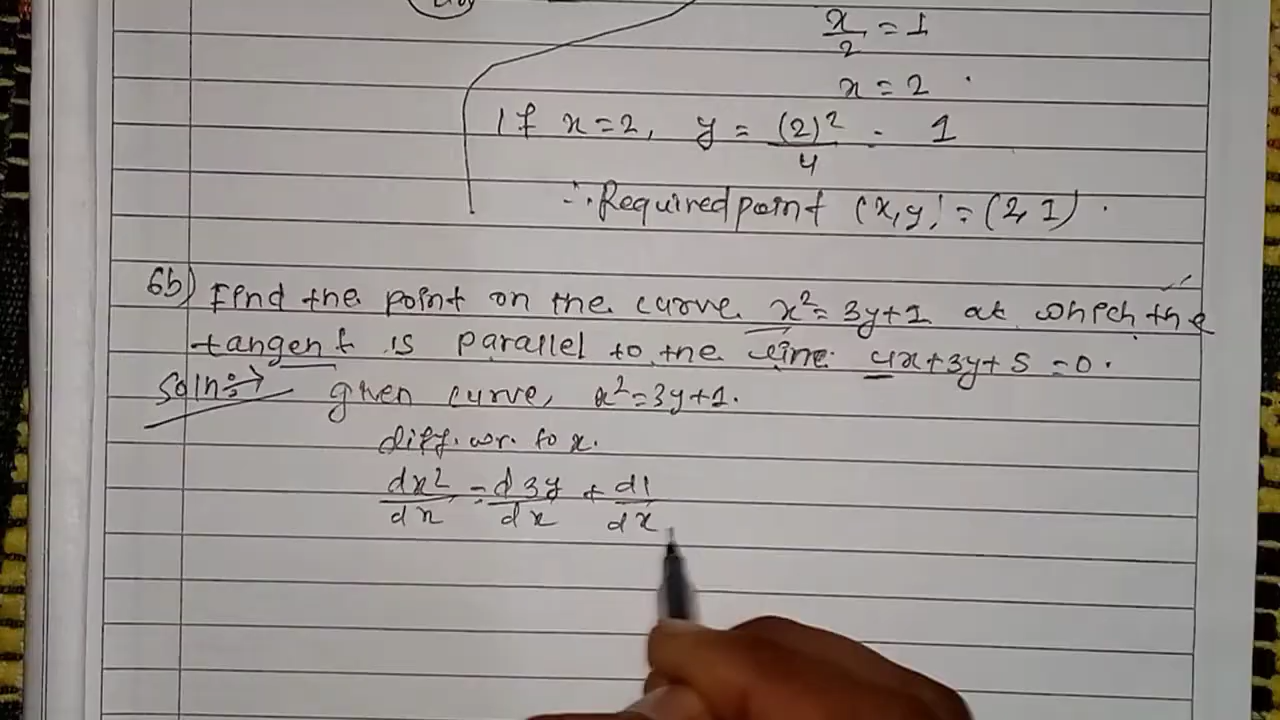 x/2 = 1
x = 2 .
If x=2, y = (2)²/4 = 1
∴ Required point (x,y) = (2, 1) .
6b) Find the point on the curve x²=3y+1 at which the
tangent is parallel to the line 4x+3y+5 =0.
Soln:→ given curve, x²=3y+1.
diff. wr. to x.
dx²/dx = d3y/dx + d1/dx